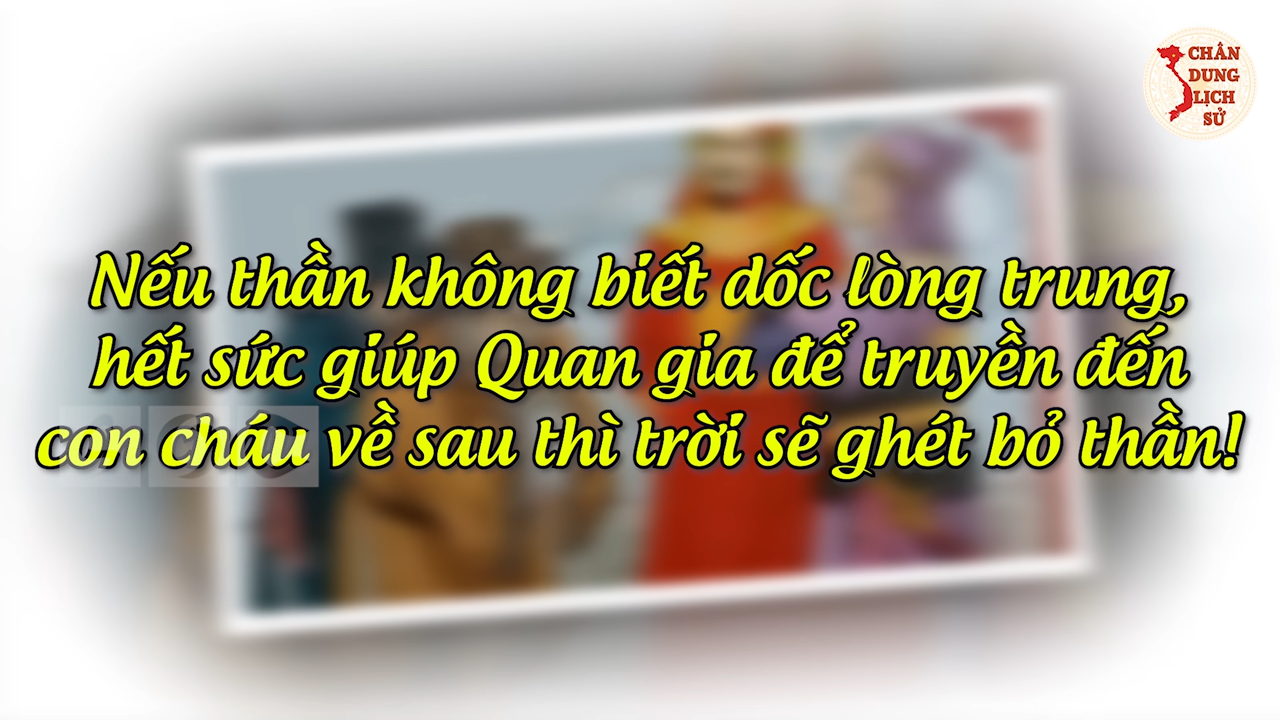 CHÂN
DUNG
LỊCH
SỬ
Nếu thần không biết dốc lòng trung,
hết sức giúp Quan gia để truyền đến
con cháu về sau thì trời sẽ ghét bỏ thần!